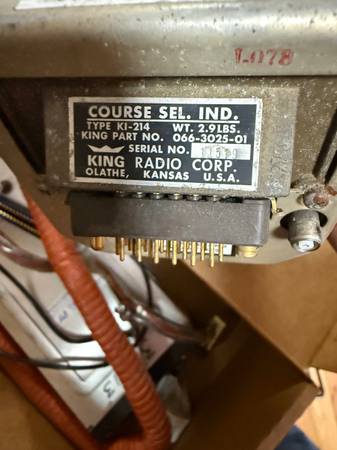 L078
COURSE SEL. IND.
TYPE KI-214 WT. 2.9 LBS.
KING PART NO. 066-3025-01
SERIAL NO.
KING RADIO CORP.
OLATHE, KANSAS U.S.A.